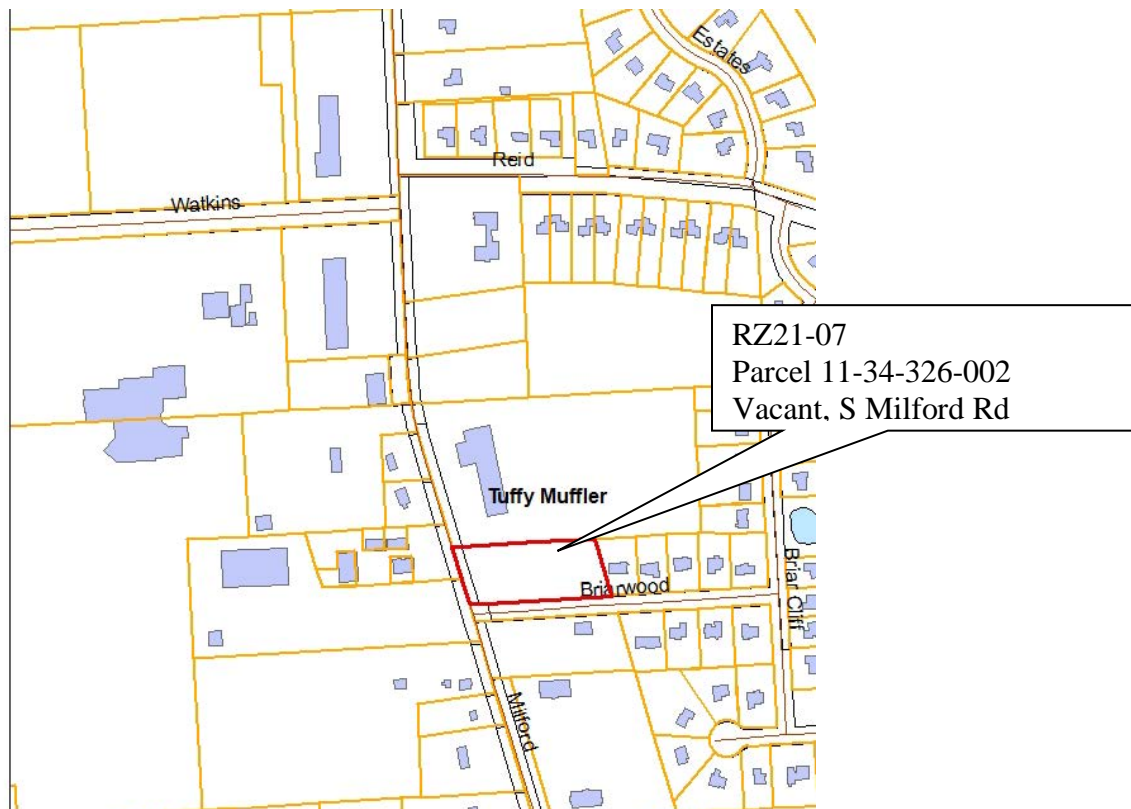 Estates
Reid
Watkins
RZ21-07
Parcel 11-34-326-002
Vacant, S Milford Rd
Tuffy Muffler
Briarwood
Briar Cliff
Milford